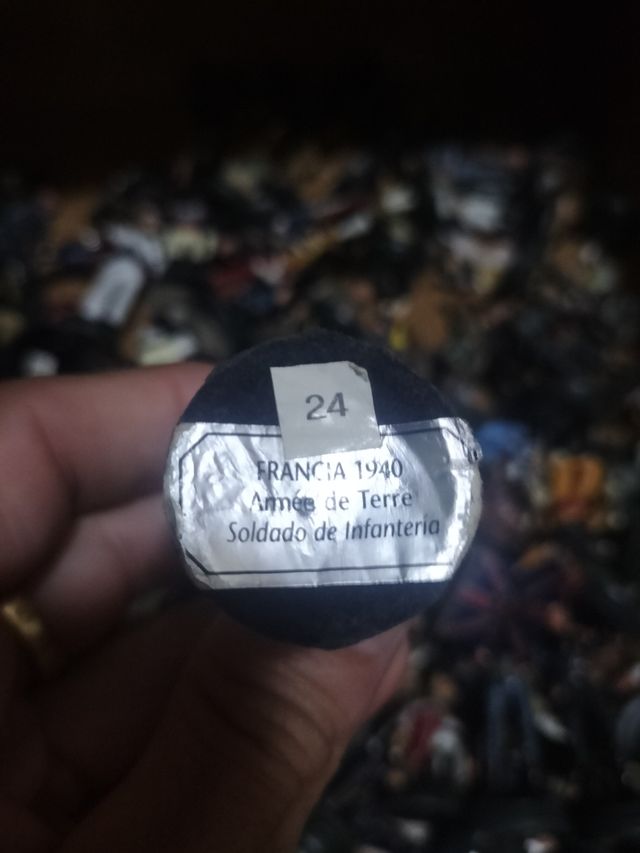 24
FRANCIA 1940
Armée de Terre
Soldado de Infantería